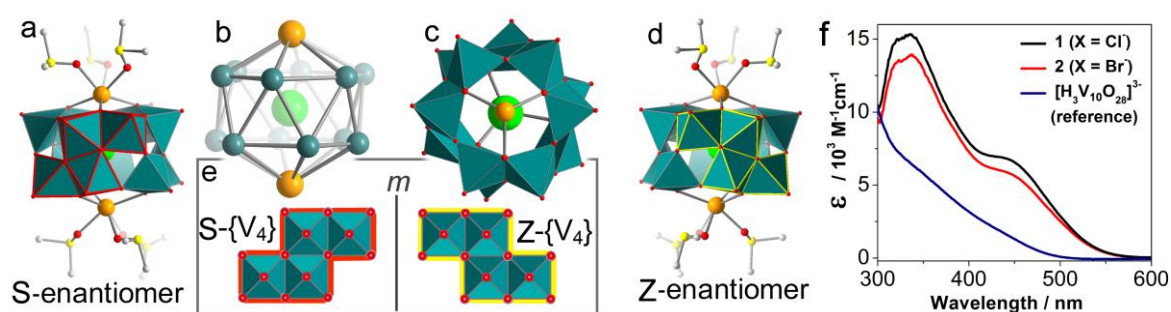 a
b
c
d
f
e
m
S-{V₄}
Z-{V₄}
S-enantiomer
Z-enantiomer
15
10
5
0
ε / 10³ M⁻¹cm⁻¹
1 (X = Cl⁻)
2 (X = Br⁻)
[H₃V₁₀O₂₈]³⁻
(reference)
300 400 500 600
Wavelength / nm